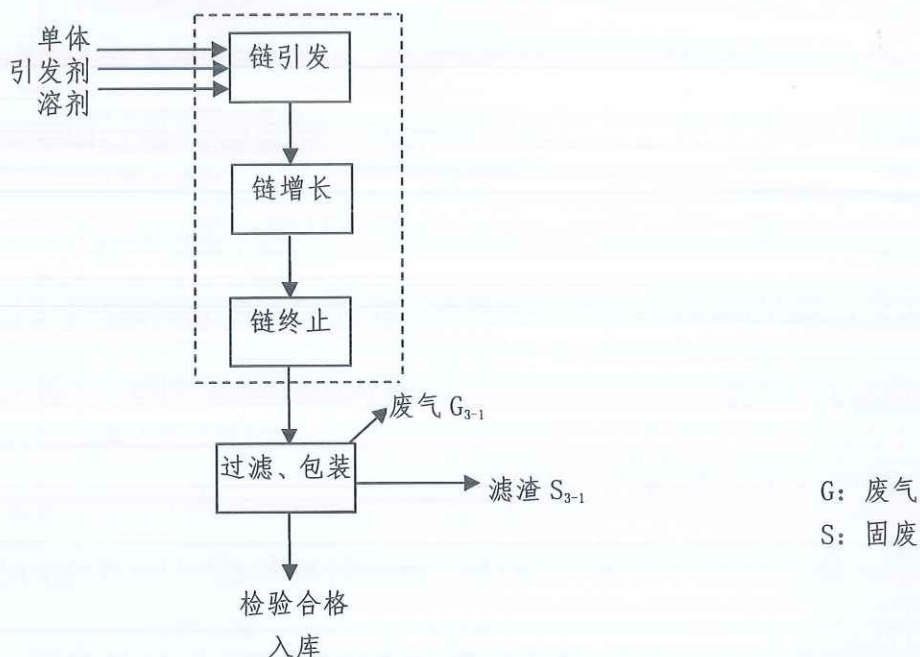 单体
引发剂
溶剂
链引发
链增长
链终止
废气 G3-1
过滤、包装
滤渣 S3-1
G: 废气
S: 固废
检验合格
入库